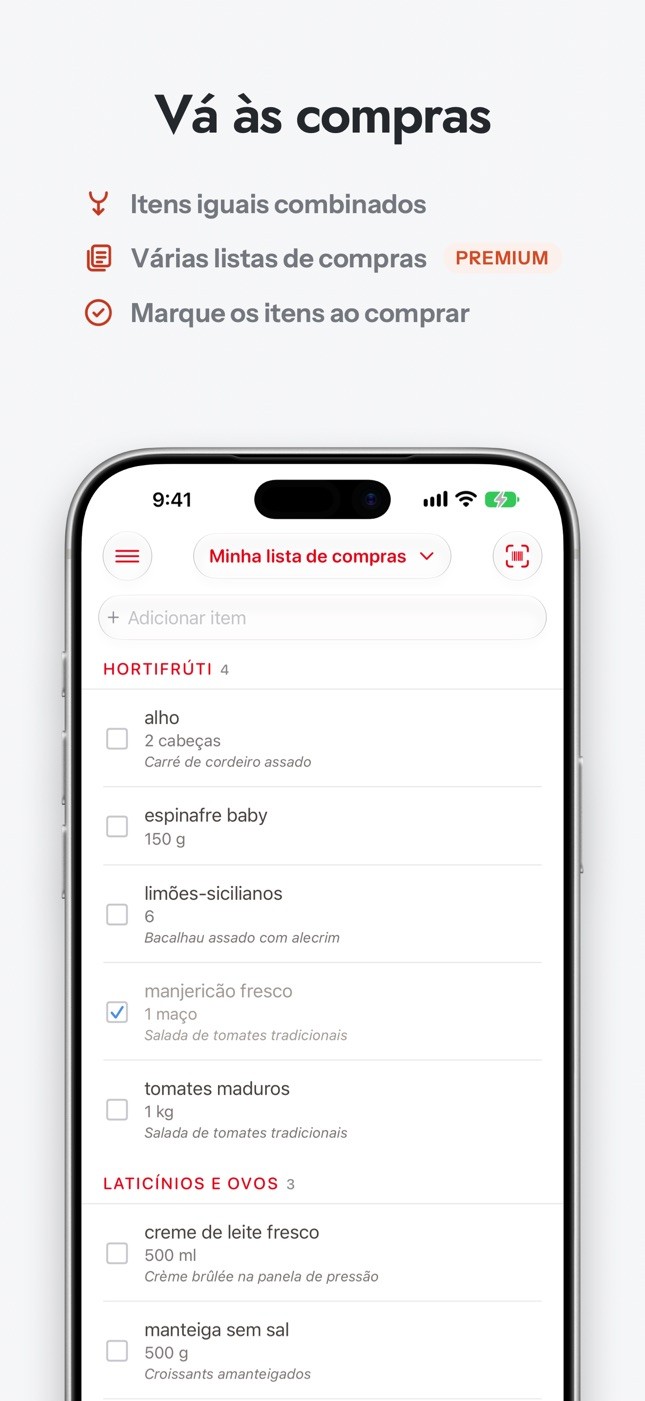 Vá às compras
Itens iguais combinados
Várias listas de compras PREMIUM
Marque os itens ao comprar
9:41
Minha lista de compras
+ Adicionar item
HORTIFRÚTI 4
alho
2 cabeças
Carré de cordeiro assado
espinafre baby
150 g
limões-sicilianos
6
Bacalhau assado com alecrim
manjericão fresco
1 maço
Salada de tomates tradicionais
tomates maduros
1 kg
Salada de tomates tradicionais
LATICÍNIOS E OVOS 3
creme de leite fresco
500 ml
Crème brûlée na panela de pressão
manteiga sem sal
500 g
Croissants amanteigados